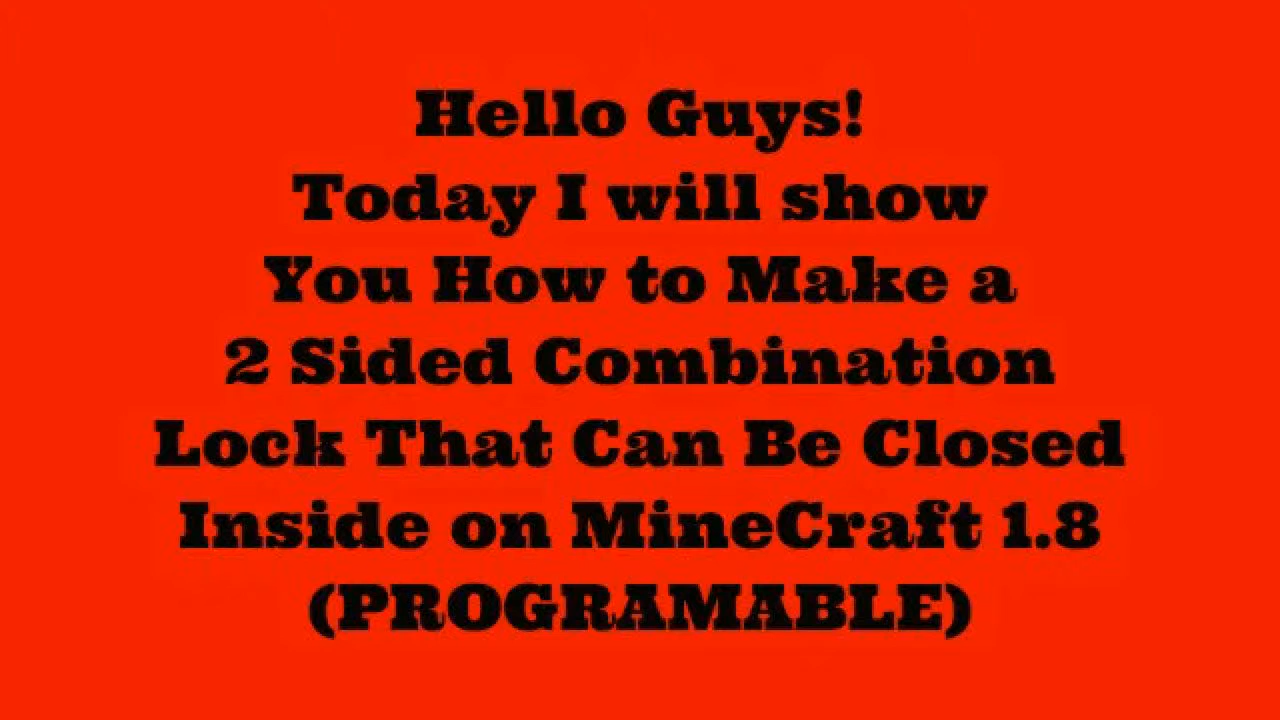 Hello Guys!
Today I will show
You How to Make a
2 Sided Combination
Lock That Can Be Closed
Inside on MineCraft 1.8
(PROGRAMABLE)